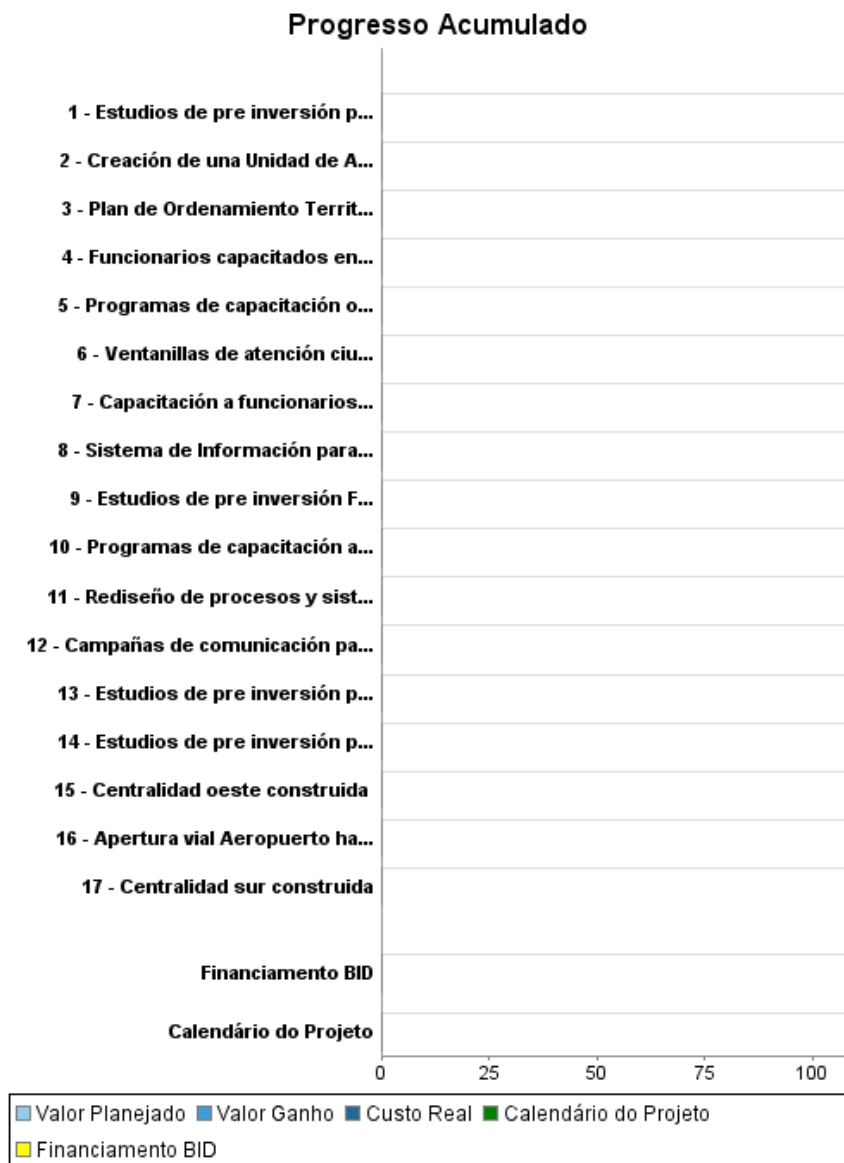 Progresso Acumulado
1 - Estudios de pre inversión p...
2 - Creación de una Unidad de A...
3 - Plan de Ordenamiento Territ...
4 - Funcionarios capacitados en...
5 - Programas de capacitación o...
6 - Ventanillas de atención ciu...
7 - Capacitación a funcionarios...
8 - Sistema de Información para...
9 - Estudios de pre inversión F...
10 - Programas de capacitación a...
11 - Rediseño de procesos y sist...
12 - Campañas de comunicación pa...
13 - Estudios de pre inversión p...
14 - Estudios de pre inversión p...
15 - Centralidad oeste construida
16 - Apertura vial Aeropuerto ha...
17 - Centralidad sur construida
Financiamento BID
Calendário do Projeto
0 25 50 75 100
Valor Planejado Valor Ganho Custo Real Calendário do Projeto
Financiamento BID